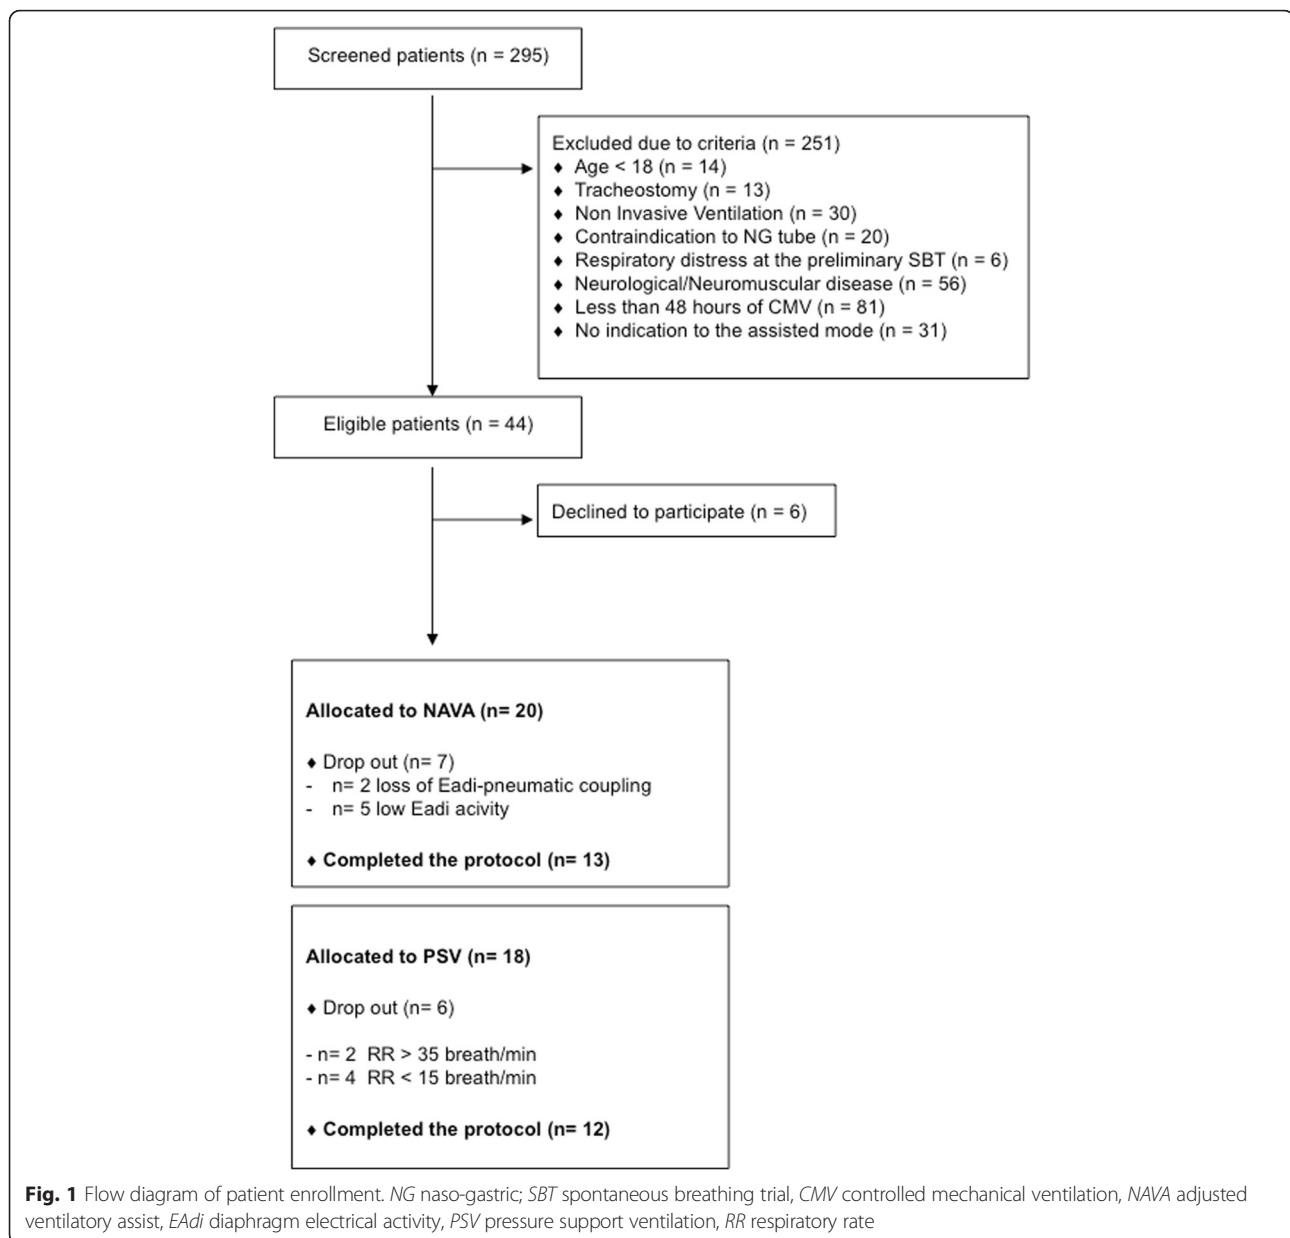 Screened patients (n = 295)
Excluded due to criteria (n = 251)
♦ Age < 18 (n = 14)
♦ Tracheostomy (n = 13)
♦ Non Invasive Ventilation (n = 30)
♦ Contraindication to NG tube (n = 20)
♦ Respiratory distress at the preliminary SBT (n = 6)
♦ Neurological/Neuromuscular disease (n = 56)
♦ Less than 48 hours of CMV (n = 81)
♦ No indication to the assisted mode (n = 31)
Eligible patients (n = 44)
Declined to participate (n = 6)
Allocated to NAVA (n= 20)
♦ Drop out (n= 7)
- n= 2 loss of Eadi-pneumatic coupling
- n= 5 low Eadi acivity
♦ Completed the protocol (n= 13)
Allocated to PSV (n= 18)
♦ Drop out (n= 6)
- n= 2 RR > 35 breath/min
- n= 4 RR < 15 breath/min
♦ Completed the protocol (n= 12)
Fig. 1 Flow diagram of patient enrollment. NG naso-gastric; SBT spontaneous breathing trial, CMV controlled mechanical ventilation, NAVA adjusted
ventilatory assist, EAdi diaphragm electrical activity, PSV pressure support ventilation, RR respiratory rate